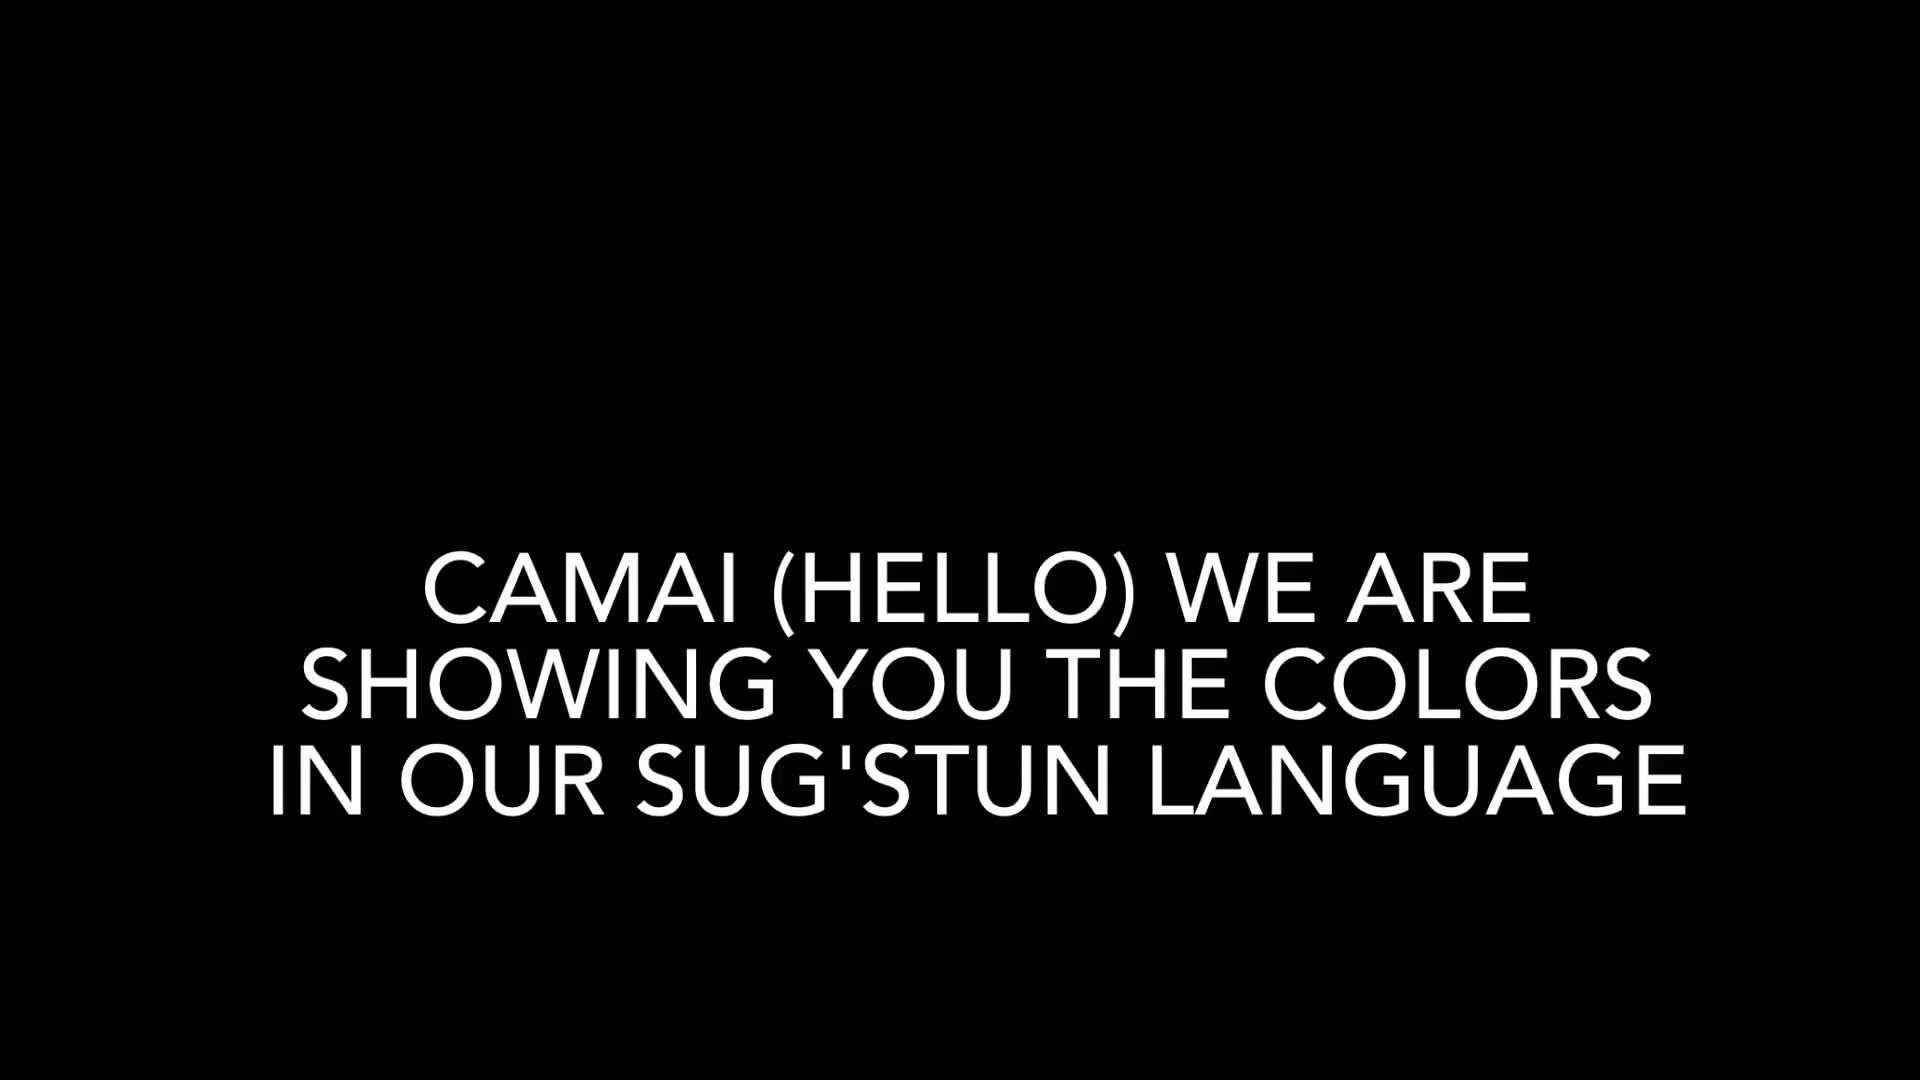 CAMAI (HELLO) WE ARE
SHOWING YOU THE COLORS
IN OUR SUG'STUN LANGUAGE